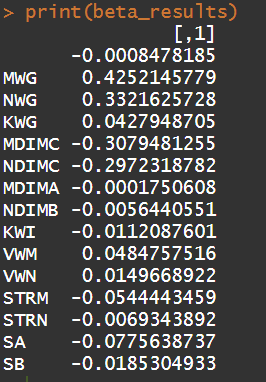 > print(beta_results)
[,1]
-0.0008478185
MWG 0.4252145779
NWG 0.3321625728
KWG 0.0427948705
MDIMC -0.3079481255
NDIMC -0.2972318782
MDIMA -0.0001750608
NDIMB -0.0056440551
KWI -0.0112087601
VWM 0.0484757516
VWN 0.0149668922
STRM -0.0544443459
STRN -0.0069343892
SA -0.0775638737
SB -0.0185304933